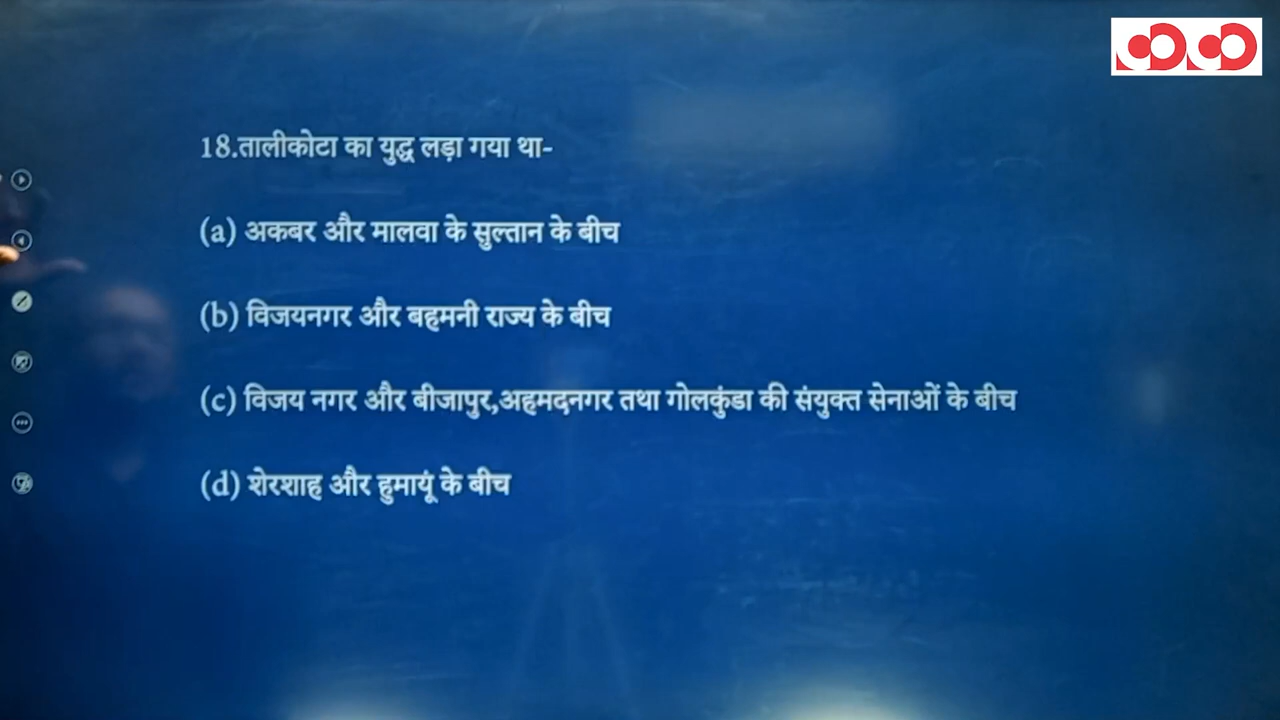 18.तालीकोटा का युद्ध लड़ा गया था-
(a) अकबर और मालवा के सुल्तान के बीच
(b) विजयनगर और बहमनी राज्य के बीच
(c) विजय नगर और बीजापुर,अहमदनगर तथा गोलकुंडा की संयुक्त सेनाओं के बीच
(d) शेरशाह और हुमायूं के बीच